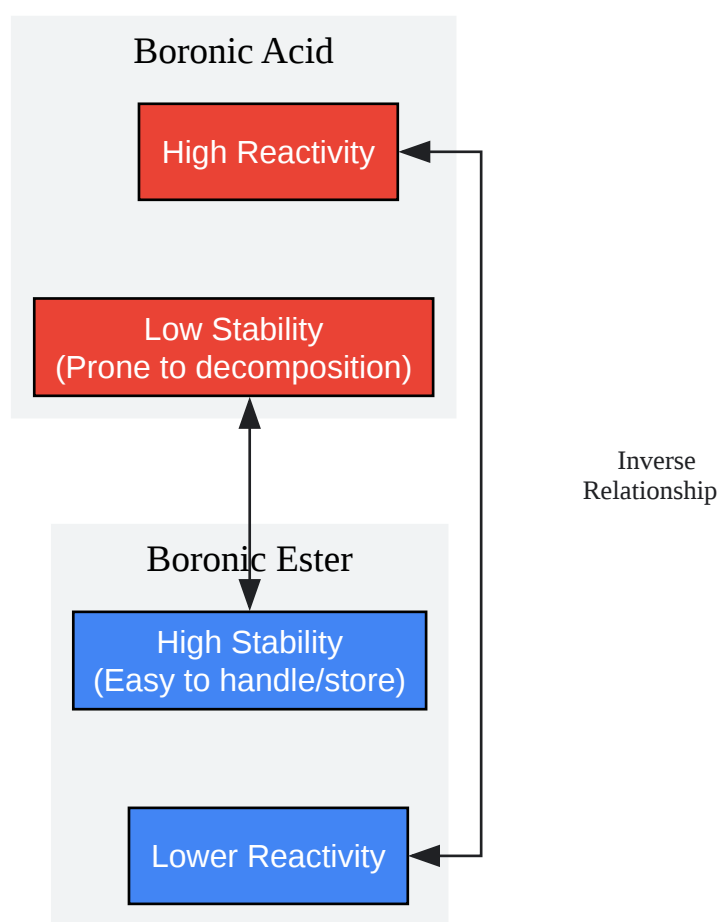 Boronic Acid
High Reactivity
Low Stability
(Prone to decomposition)
Inverse
Relationship
Boronic Ester
High Stability
(Easy to handle/store)
Lower Reactivity